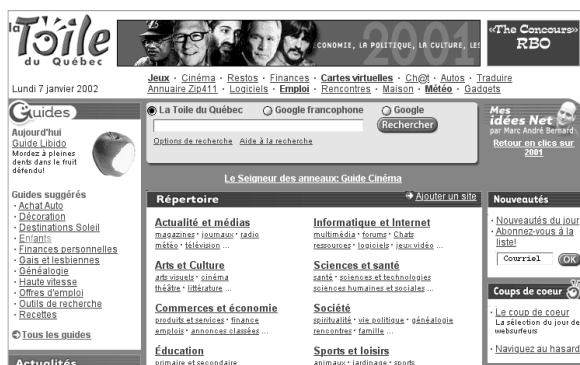 la Toile
du Québec
2001
ECONOMIE, LA POLITIQUE, LA CULTURE, LES
«The Concours»
RBO
Lundi 7 janvier 2002
Jeux · Cinéma · Restos · Finances · Cartes virtuelles · Ch@t · Autos · Traduire
Annuaire Zip411 · Logiciels · Emploi · Rencontres · Maison · Météo · Gadgets
Guides
Aujourd'hui
Guide Libido
Mordez à pleines
dents dans le fruit
défendu!
Guides suggérés
· Achat Auto
· Décoration
· Destinations Soleil
· Enfants
· Finances personnelles
· Gais et lesbiennes
· Généalogie
· Haute vitesse
· Offres d'emploi
· Outils de recherche
· Recettes
Tous les guides
Actualités
La Toile du Québec Google francophone Google
Rechercher
Options de recherche Aide à la recherche
Le Seigneur des anneaux: Guide Cinéma
Répertoire
Ajouter un site
Actualité et médias
magazines · journaux · radio
météo · télévision ...
Arts et Culture
arts visuels · cinéma
théâtre · littérature ...
Commerces et économie
produits et services · finance
emplois · annonces classées ...
Éducation
primaire et secondaire
Informatique et Internet
multimédia · forums · Chats
ressources · logiciels · jeux vidéo ...
Sciences et santé
santé · sciences et technologies
sciences humaines et sociales ...
Société
spiritualité · vie politique · généalogie
rencontres · famille ...
Sports et loisirs
animaux · jardinage · sports
Mes
idées Net
par Marc André Bernard
Retour en clics sur
2001
Nouveautés
· Nouveautés du jour
· Abonnez-vous à la
liste!
Courriel OK
Coups de coeur
· Le coup de coeur
La sélection du jour de
websurfeurs
· Naviguez au hasard